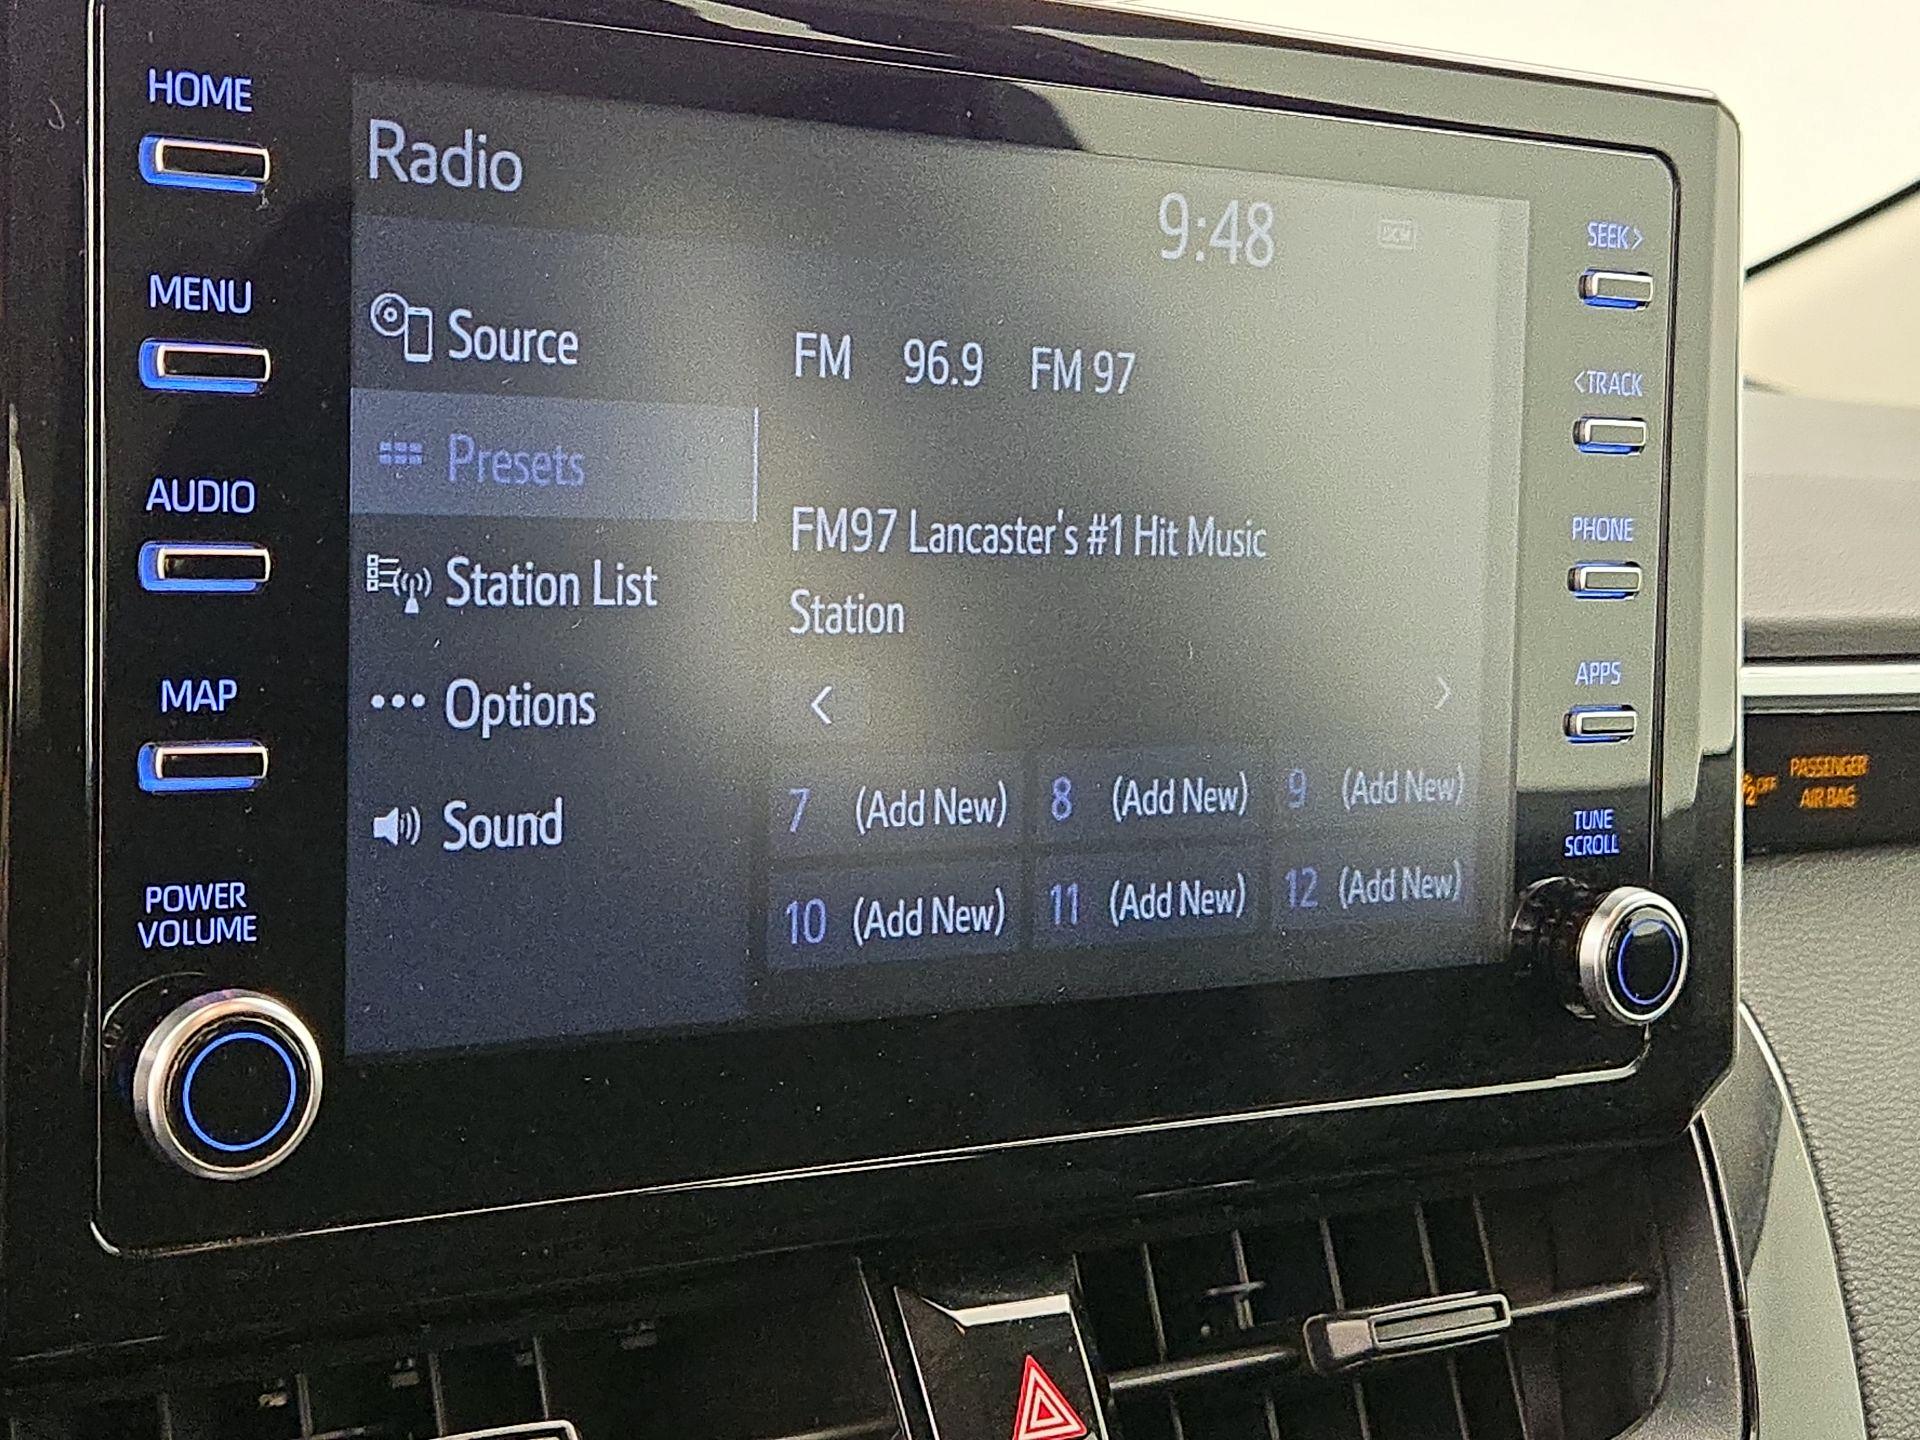 HOME
MENU
AUDIO
MAP
POWER
VOLUME
Radio
9:48
DCM
Source
Presets
Station List
Options
Sound
FM 96.9 FM 97
FM97 Lancaster's #1 Hit Music
Station
< >
7 (Add New) 8 (Add New) 9 (Add New)
10 (Add New) 11 (Add New) 12 (Add New)
SEEK>
<TRACK
PHONE
APPS
TUNE
SCROLL
OFF
PASSENGER
AIR BAG